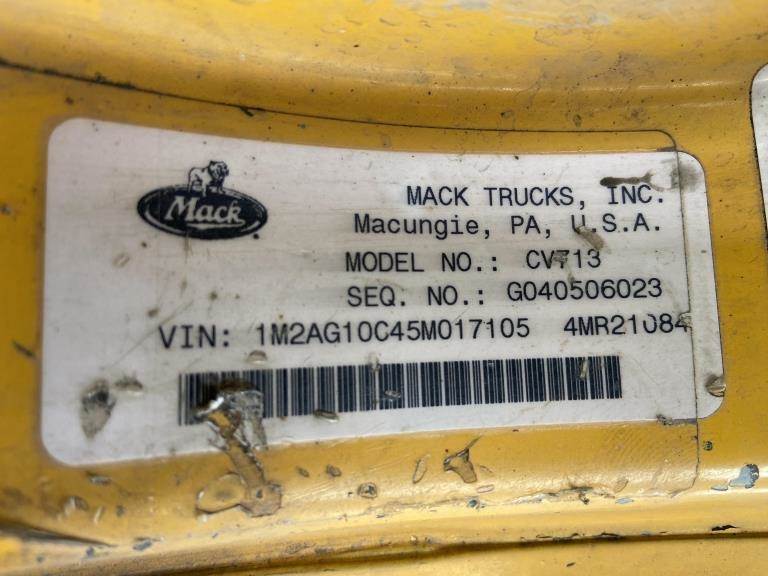 Mack
MACK TRUCKS, INC.
Macungie, PA, U.S.A.
MODEL NO.: CV713
SEQ. NO.: G040506023
VIN: 1M2AG10C45M017105 4MR21084